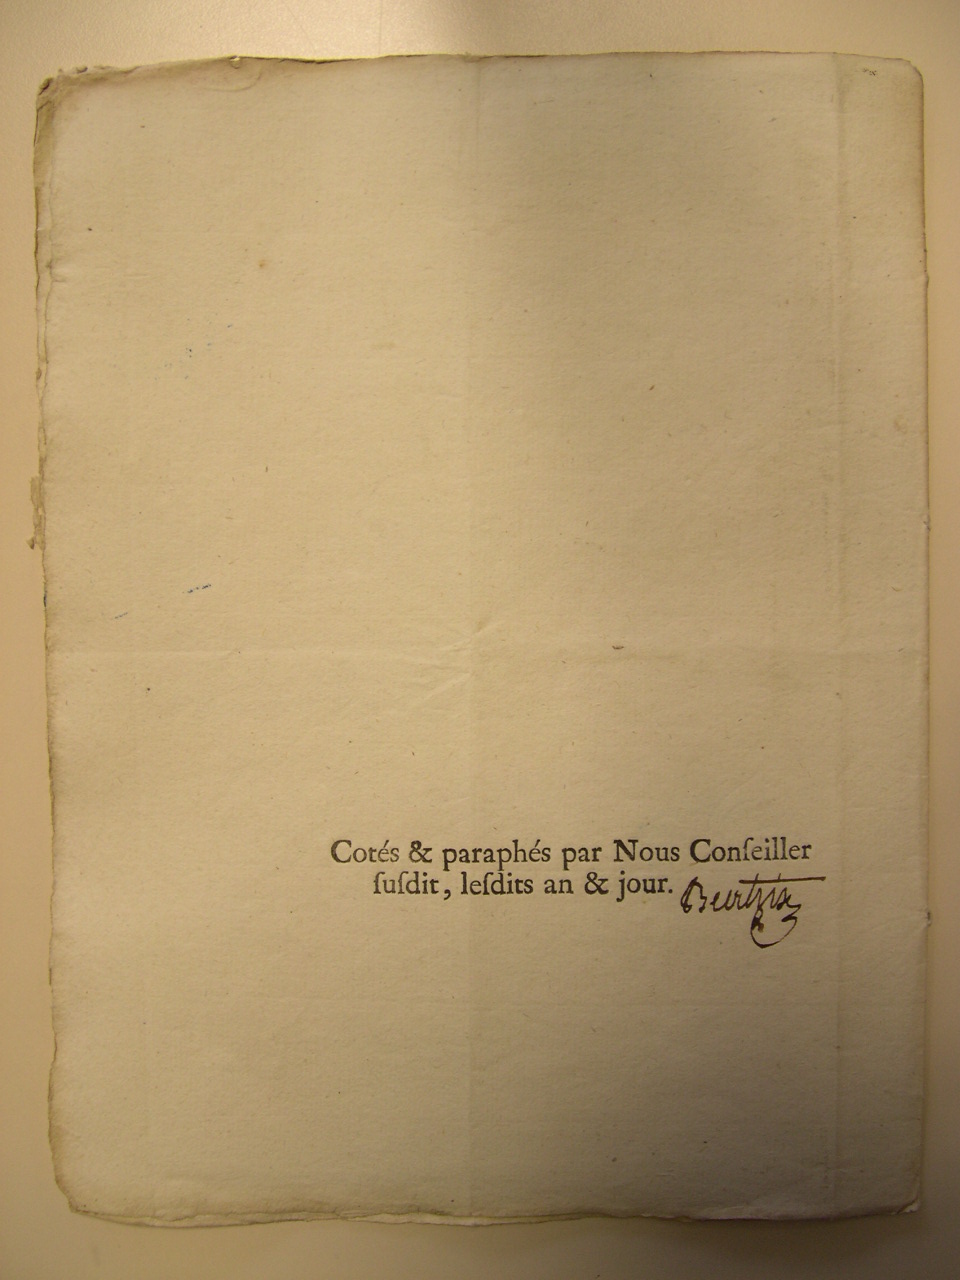 Cotés & paraphés par Nous Conſeiller
ſuſdit, leſdits an & jour.